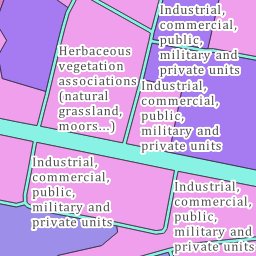 Industrial,
commercial,
public,
military and
private units
Herbaceous
vegetation
associations
(natural
grassland,
moors...)
Industrial,
commercial,
public,
military and
private units
Industrial,
commercial,
public,
military and
private units
Industrial,
commercial,
public,
military and
private units